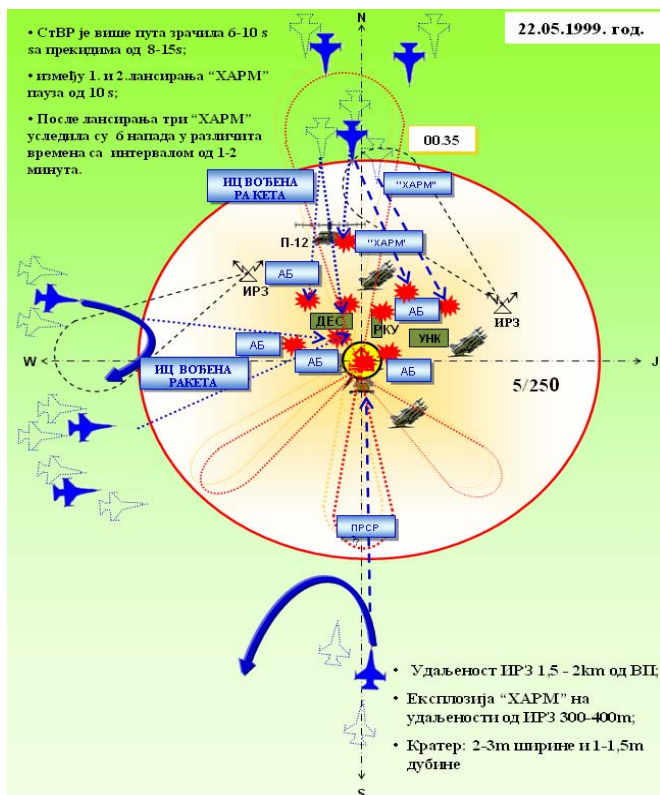 N
22.05.1999. год.
• СтВР је више пута зрачила 6-10 s
sa прекидима од 8-15s;
• између 1. и 2.лансирања “ХАРМ”
пауза од 10 s;
• После лансирања три “ХАРМ”
уследила су 6 напада у различита
времена са интервалом од 1-2
минута.
00.35
ИЦ ВОЂЕНА
РАКЕТА
"ХАРМ"
П-12
"ХАРМ"
АБ
ИРЗ
АБ
ИРЗ
ДЕС
РКУ
УНК
АБ
АБ
АБ
W
J
ИЦ ВОЂЕНА
РАКЕТА
5/250
ПРСР
• Удаљеност ИРЗ 1,5 - 2km од ВП;
• Експлозија “ХАРМ” на
удаљености од ИРЗ 300-400m;
• Кратер: 2-3m ширине и 1-1,5m
дубине
S